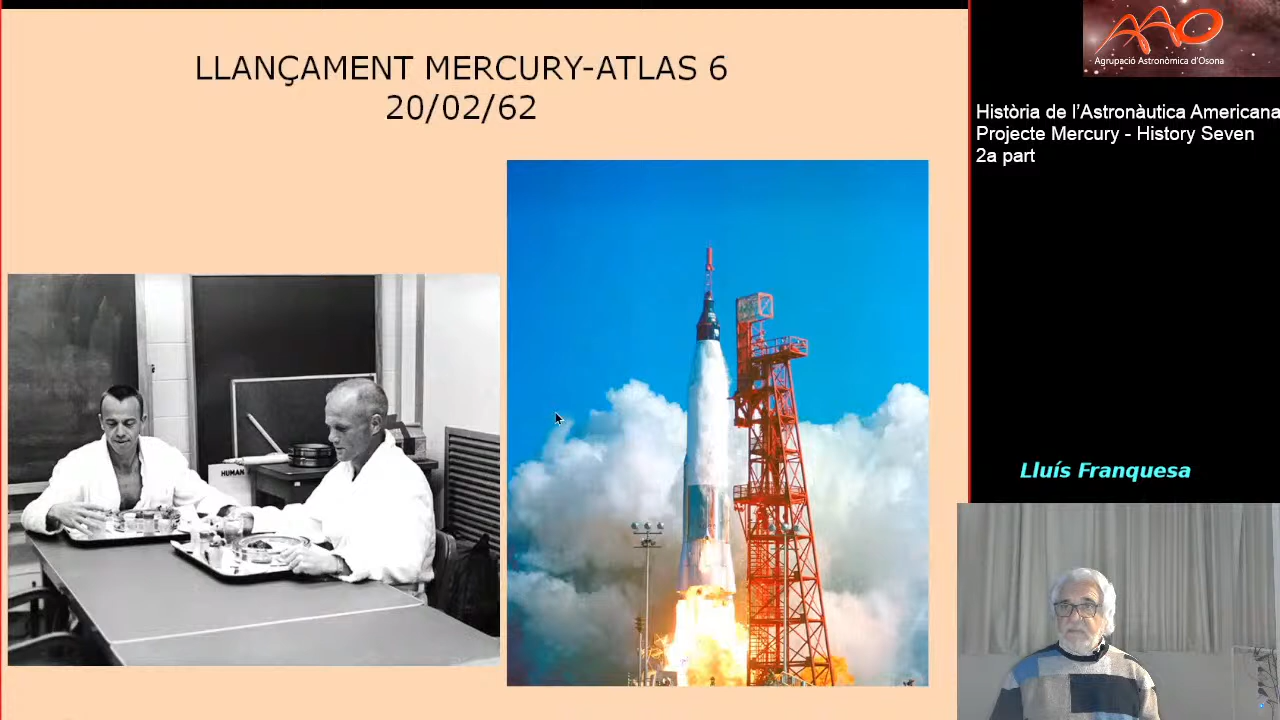 LLANÇAMENT MERCURY-ATLAS 6
20/02/62
HUMAN
Agrupació Astronòmica d'Osona
Història de l'Astronàutica Americana
Projecte Mercury - History Seven
2a part
Lluís Franquesa